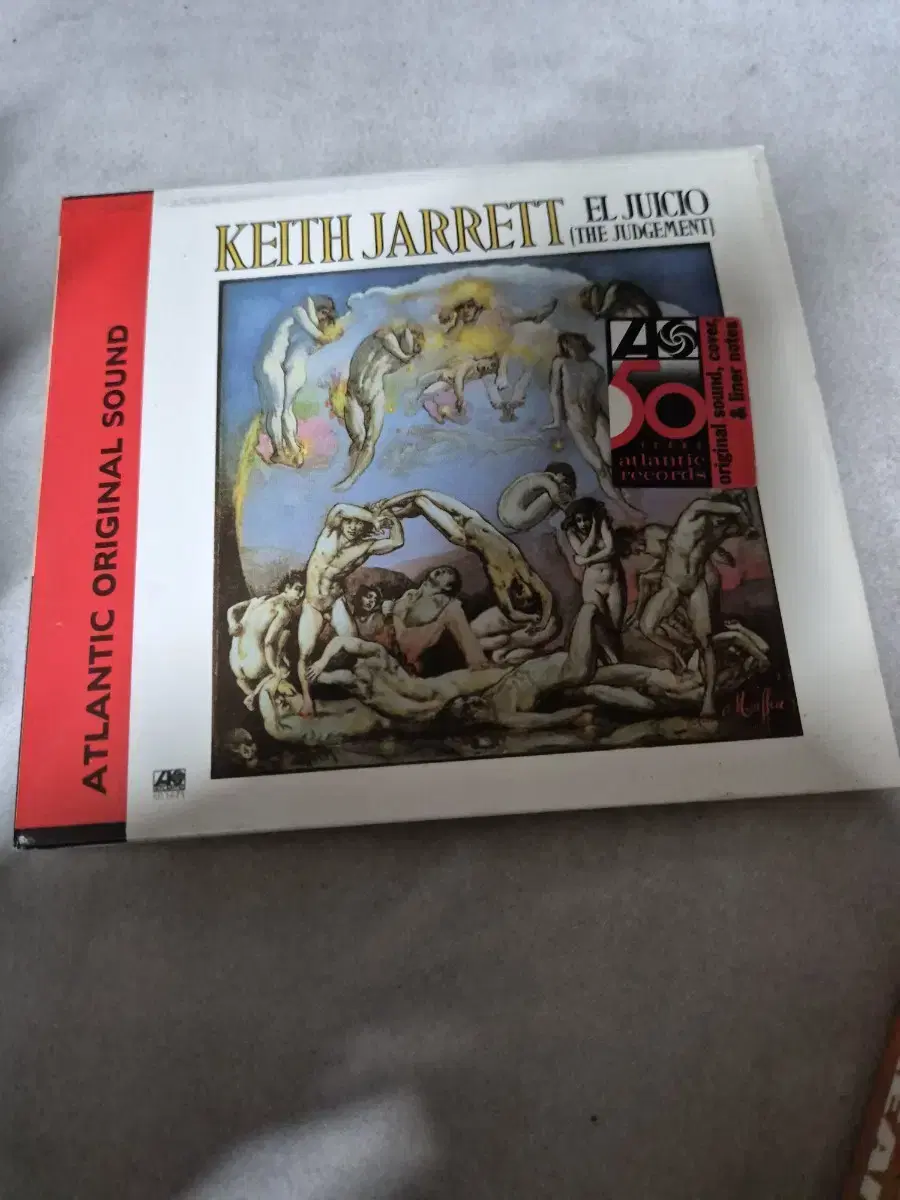 KEITH JARRETT
EL JUICIO
(THE JUDGEMENT)
ATLANTIC ORIGINAL SOUND
50
atlantic
records
original sound, cover,
& liner notes